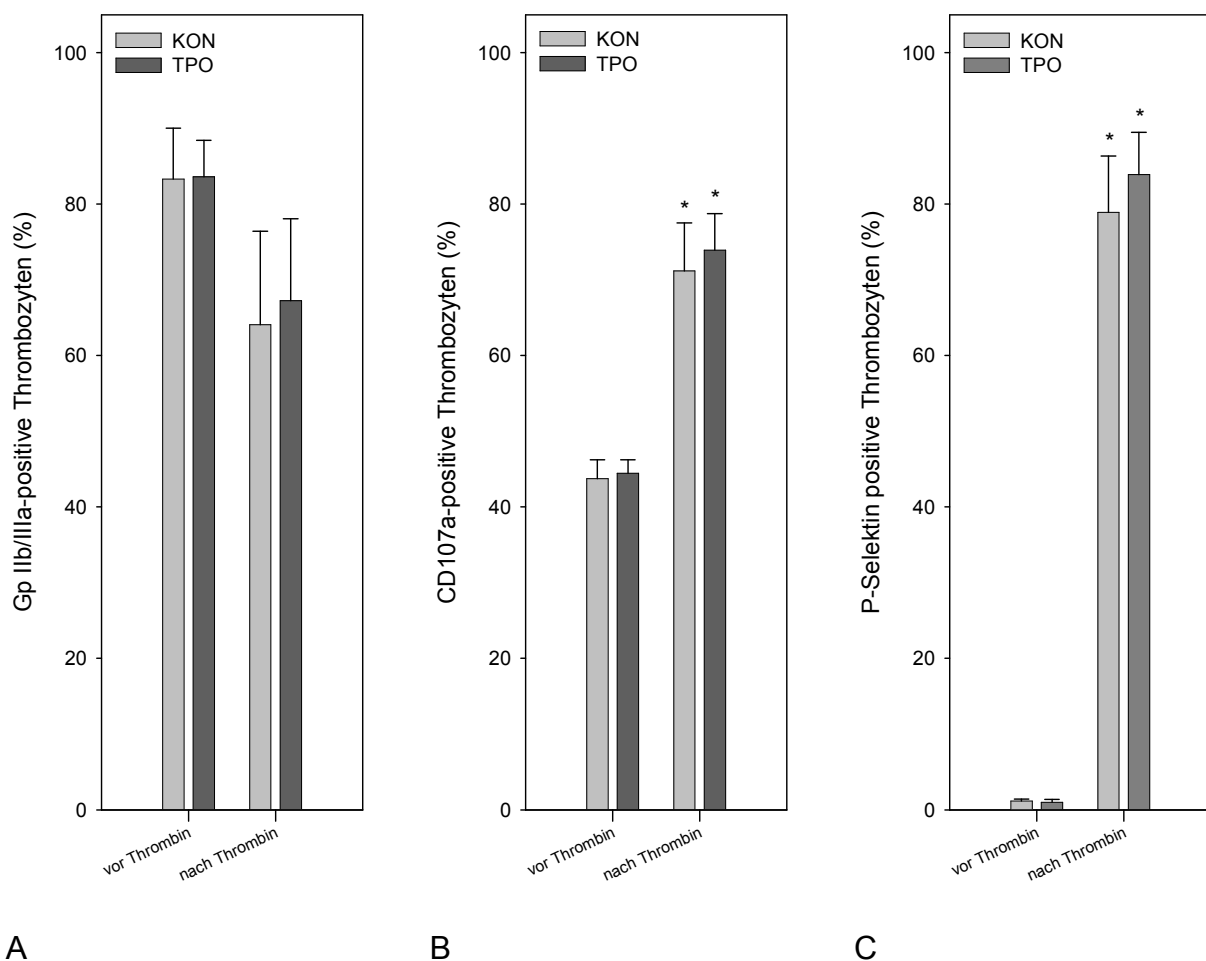 Gp IIb/IIIa-positive Thrombozyten (%)
100
80
60
40
20
0
KON
TPO
vor Thrombin
nach Thrombin
A
CD107a-positive Thrombozyten (%)
100
80
60
40
20
0
KON
TPO
*
*
vor Thrombin
nach Thrombin
B
P-Selektin positive Thrombozyten (%)
100
80
60
40
20
0
KON
TPO
*
*
vor Thrombin
nach Thrombin
C